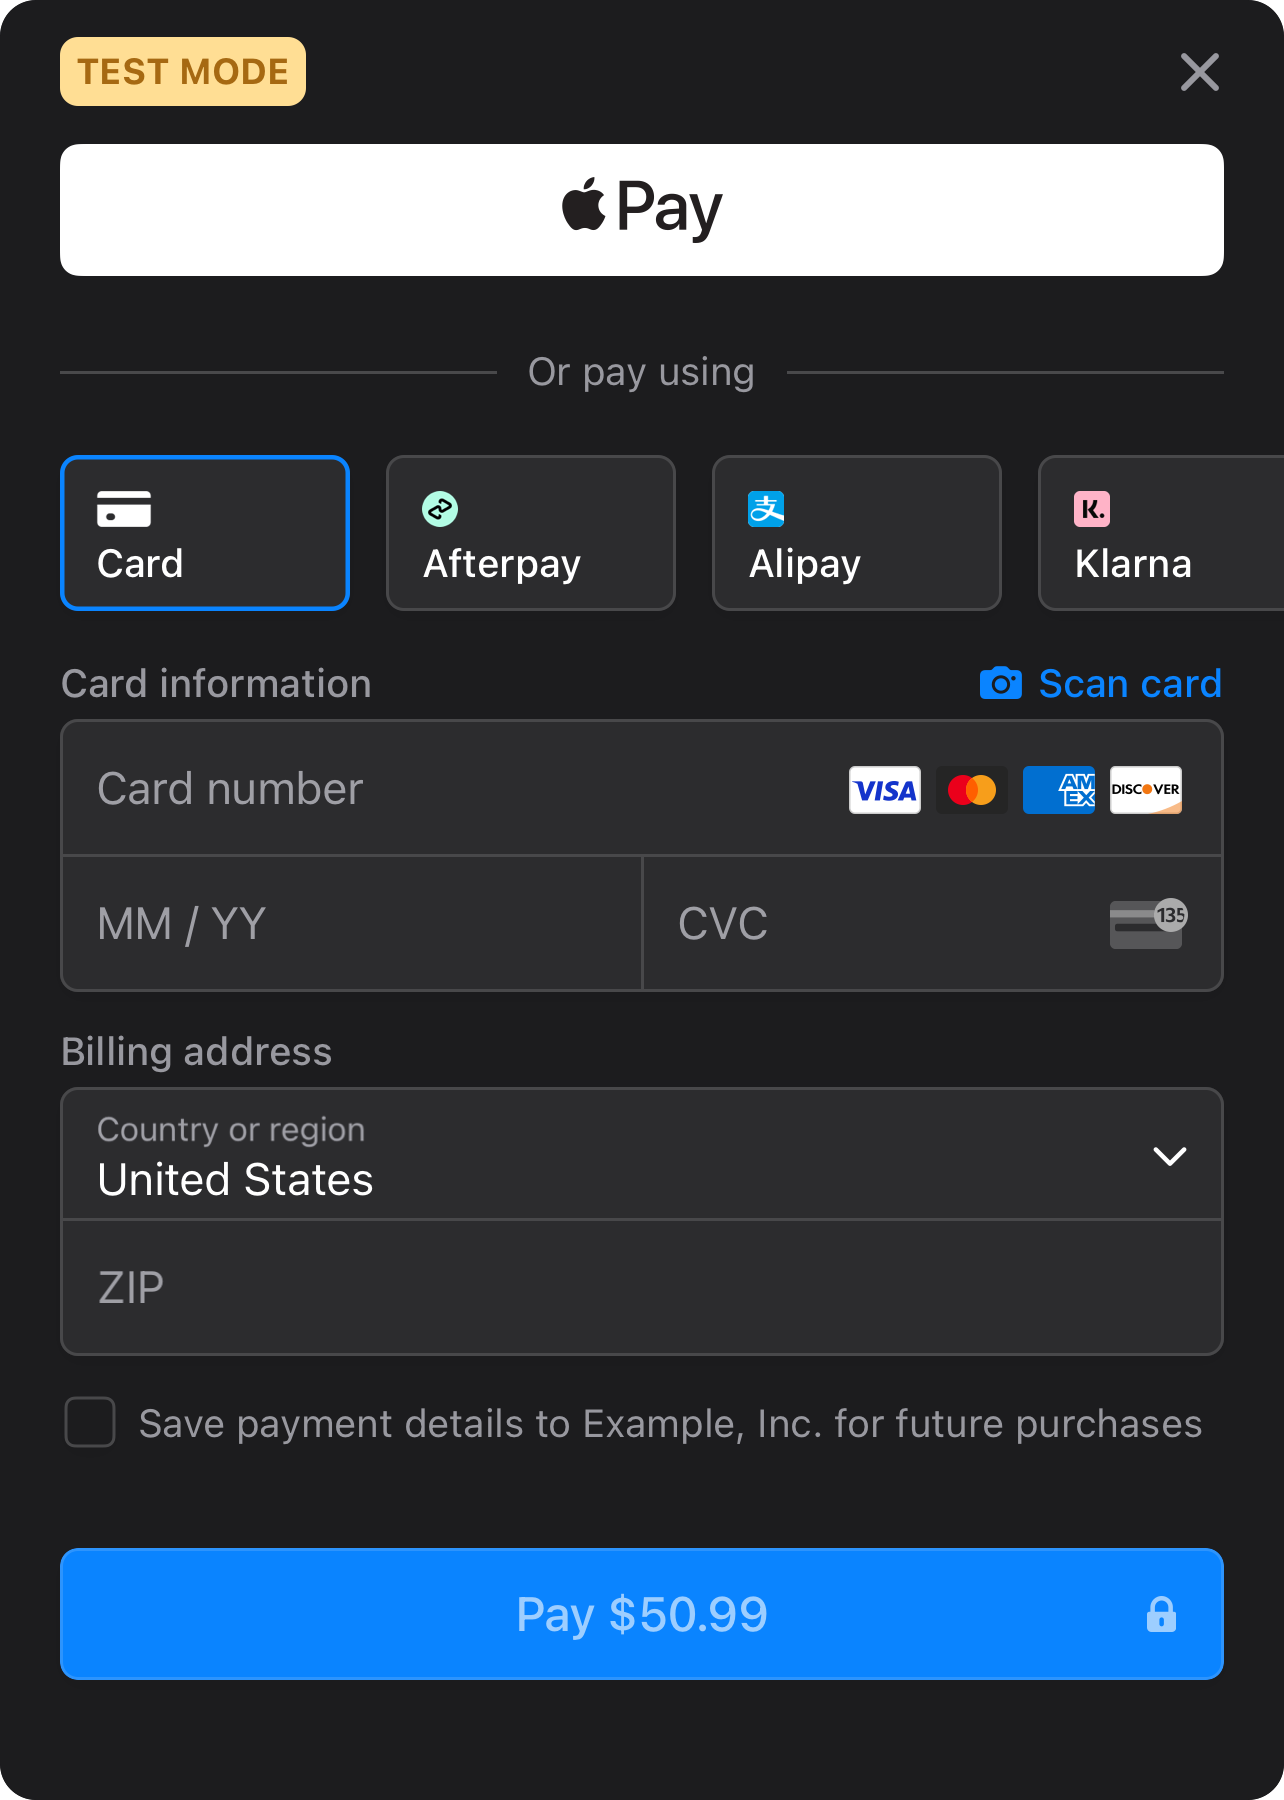 TEST MODE
Pay
Or pay using
Card
Afterpay
支
Alipay
K.
Klarna
Card information
Scan card
Card number
VISA
AM
EX
DISCOVER
MM / YY
CVC
135
Billing address
Country or region
United States
ZIP
Save payment details to Example, Inc. for future purchases
Pay $50.99